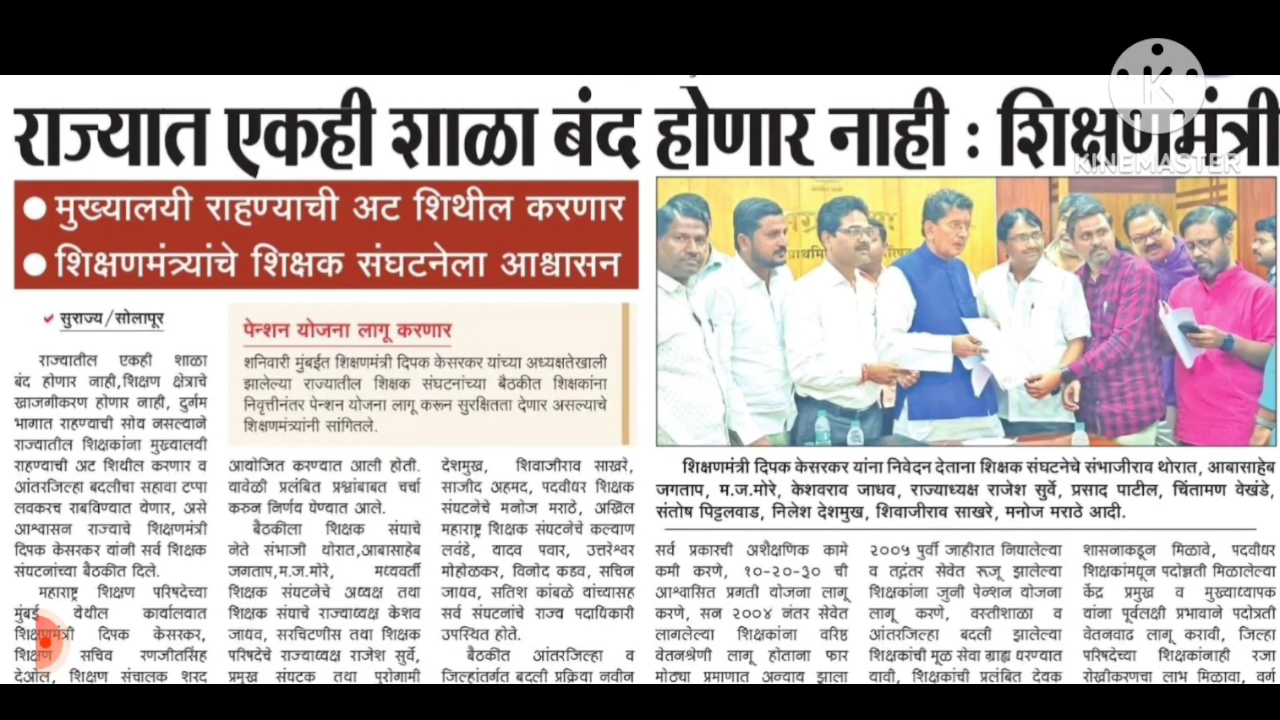 राज्यात एकही शाळा बंद होणार नाही : शिक्षणमंत्री
KINEMASTER
● मुख्यालयी राहण्याची अट शिथील करणार
● शिक्षणमंत्र्यांचे शिक्षक संघटनेला आश्वासन
सुराज्य/सोलापूर
राज्यातील एकही शाळा
बंद होणार नाही,शिक्षण क्षेत्राचे
खाजगीकरण होणार नाही, दुर्गम
भागात राहण्याची सोय नसल्याने
राज्यातील शिक्षकांना मुख्यालयी
राहण्याची अट शिथील करणार व
आंतरजिल्हा बदलीचा सहावा टप्पा
लवकरच राबविण्यात येणार, असे
आश्वासन राज्याचे शिक्षणमंत्री
दिपक केसरकर यांनी सर्व शिक्षक
संघटनांच्या बैठकीत दिले.
महाराष्ट्र शिक्षण परिषदेच्या
मुंबई येथील कार्यालयात
शिक्षणमंत्री दिपक केसरकर,
शिक्षण सचिव रणजीतसिंह
देओल, शिक्षण संचालक शरद
पेन्शन योजना लागू करणार
शनिवारी मुंबईत शिक्षणमंत्री दिपक केसरकर यांच्या अध्यक्षतेखाली
झालेल्या राज्यातील शिक्षक संघटनांच्या बैठकीत शिक्षकांना
निवृत्तीनंतर पेन्शन योजना लागू करून सुरक्षितता देणार असल्याचे
शिक्षणमंत्र्यांनी सांगितले.
आयोजित करण्यात आली होती.
यावेळी प्रलंबित प्रश्नांबाबत चर्चा
करुन निर्णय घेण्यात आले.
बैठकीला शिक्षक संघाचे
नेते संभाजी थोरात,आबासाहेब
जगताप,म.ज.मोरे, मध्यवर्ती
शिक्षक संघटनेचे अध्यक्ष तथा
शिक्षक संघाचे राज्याध्यक्ष केशव
जाधव, सरचिटणीस तथा शिक्षक
परिषदेचे राज्याध्यक्ष राजेश सुर्वे,
प्रमुख संघटक तथा पुरोगामी
देशमुख, शिवाजीराव साखरे,
साजीद अहमद, पदवीधर शिक्षक
संघटनेचे मनोज मराठे, अखिल
महाराष्ट्र शिक्षक संघटनेचे कल्याण
लवंडे, यादव पवार, उत्तरेश्वर
मोहोळकर, विनोद कडव, सचिन
जाधव, सतिश कांबळे यांच्यासह
सर्व संघटनांचे राज्य पदाधिकारी
उपस्थित होते.
बैठकीत आंतरजिल्हा व
जिल्हांतर्गत बदली प्रक्रिया नवीन
शिक्षणमंत्री दिपक केसरकर यांना निवेदन देताना शिक्षक संघटनेचे संभाजीराव थोरात, आबासाहेब
जगताप, म.ज.मोरे, केशवराव जाधव, राज्याध्यक्ष राजेश सुर्वे, प्रसाद पाटील, चिंतामण वेखंडे,
संतोष पिट्टलवाड, निलेश देशमुख, शिवाजीराव साखरे, मनोज मराठे आदी.
सर्व प्रकारची अशैक्षणिक कामे
कमी करणे, १०-२०-३० ची
आश्वासित प्रगती योजना लागू
करणे, सन २००४ नंतर सेवेत
लागलेल्या शिक्षकांना वरिष्ठ
वेतनश्रेणी लागू होताना फार
मोठ्या प्रमाणात अन्याय झाला
२००५ पुर्वी जाहीरात निघालेल्या
व तद्नंतर सेवेत रूजू झालेल्या
शिक्षकांना जुनी पेन्शन योजना
लागू करणे, वस्तीशाळा व
आंतरजिल्हा बदली झालेल्या
शिक्षकांची मूळ सेवा ग्राह्य धरण्यात
यावी, शिक्षकांची प्रलंबित देयक
शासनाकडून मिळावे, पदवीधर
शिक्षकांमधून पदोन्नती मिळालेल्या
केंद्र प्रमुख व मुख्याध्यापक
यांना पूर्वलक्षी प्रभावाने पदोन्नती
वेतनवाढ लागू करावी, जिल्हा
परिषदेच्या शिक्षकांनाही रजा
रोखीकरणाचा लाभ मिळावा, वर्ग